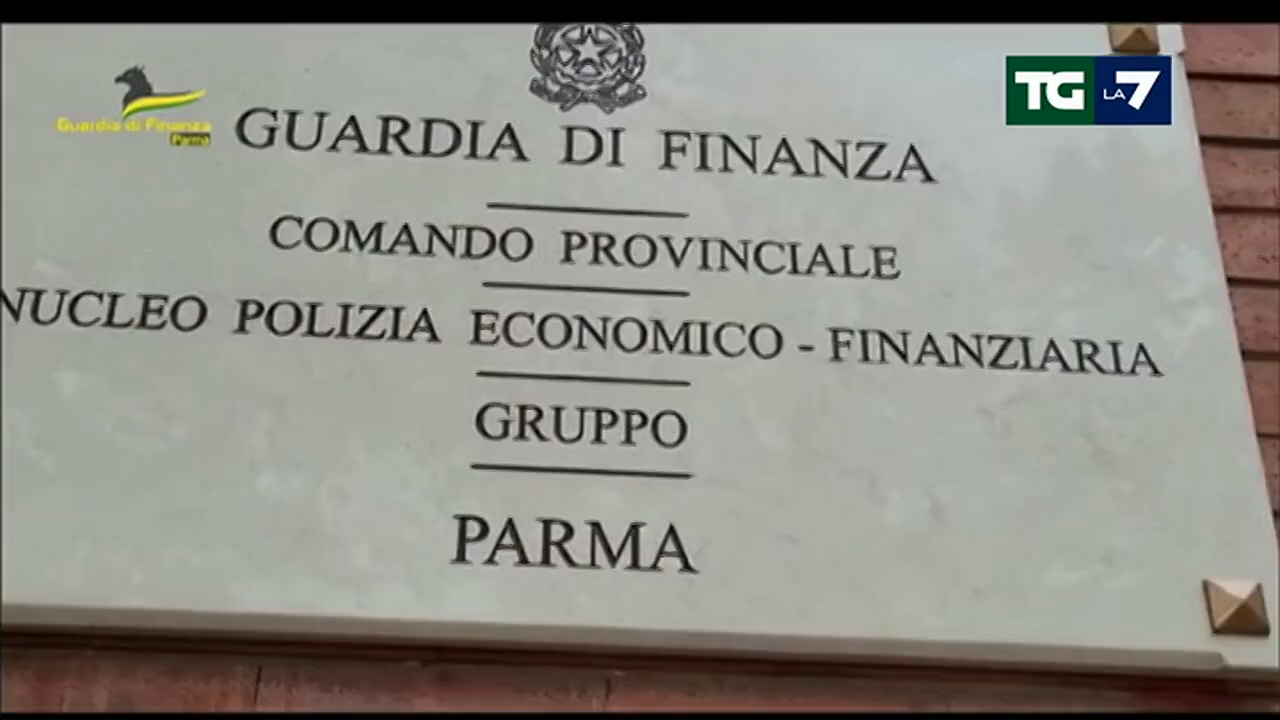 TG LA 7
Guardia di Finanza
Parma
GUARDIA DI FINANZA
COMANDO PROVINCIALE
NUCLEO POLIZIA ECONOMICO - FINANZIARIA
GRUPPO
PARMA